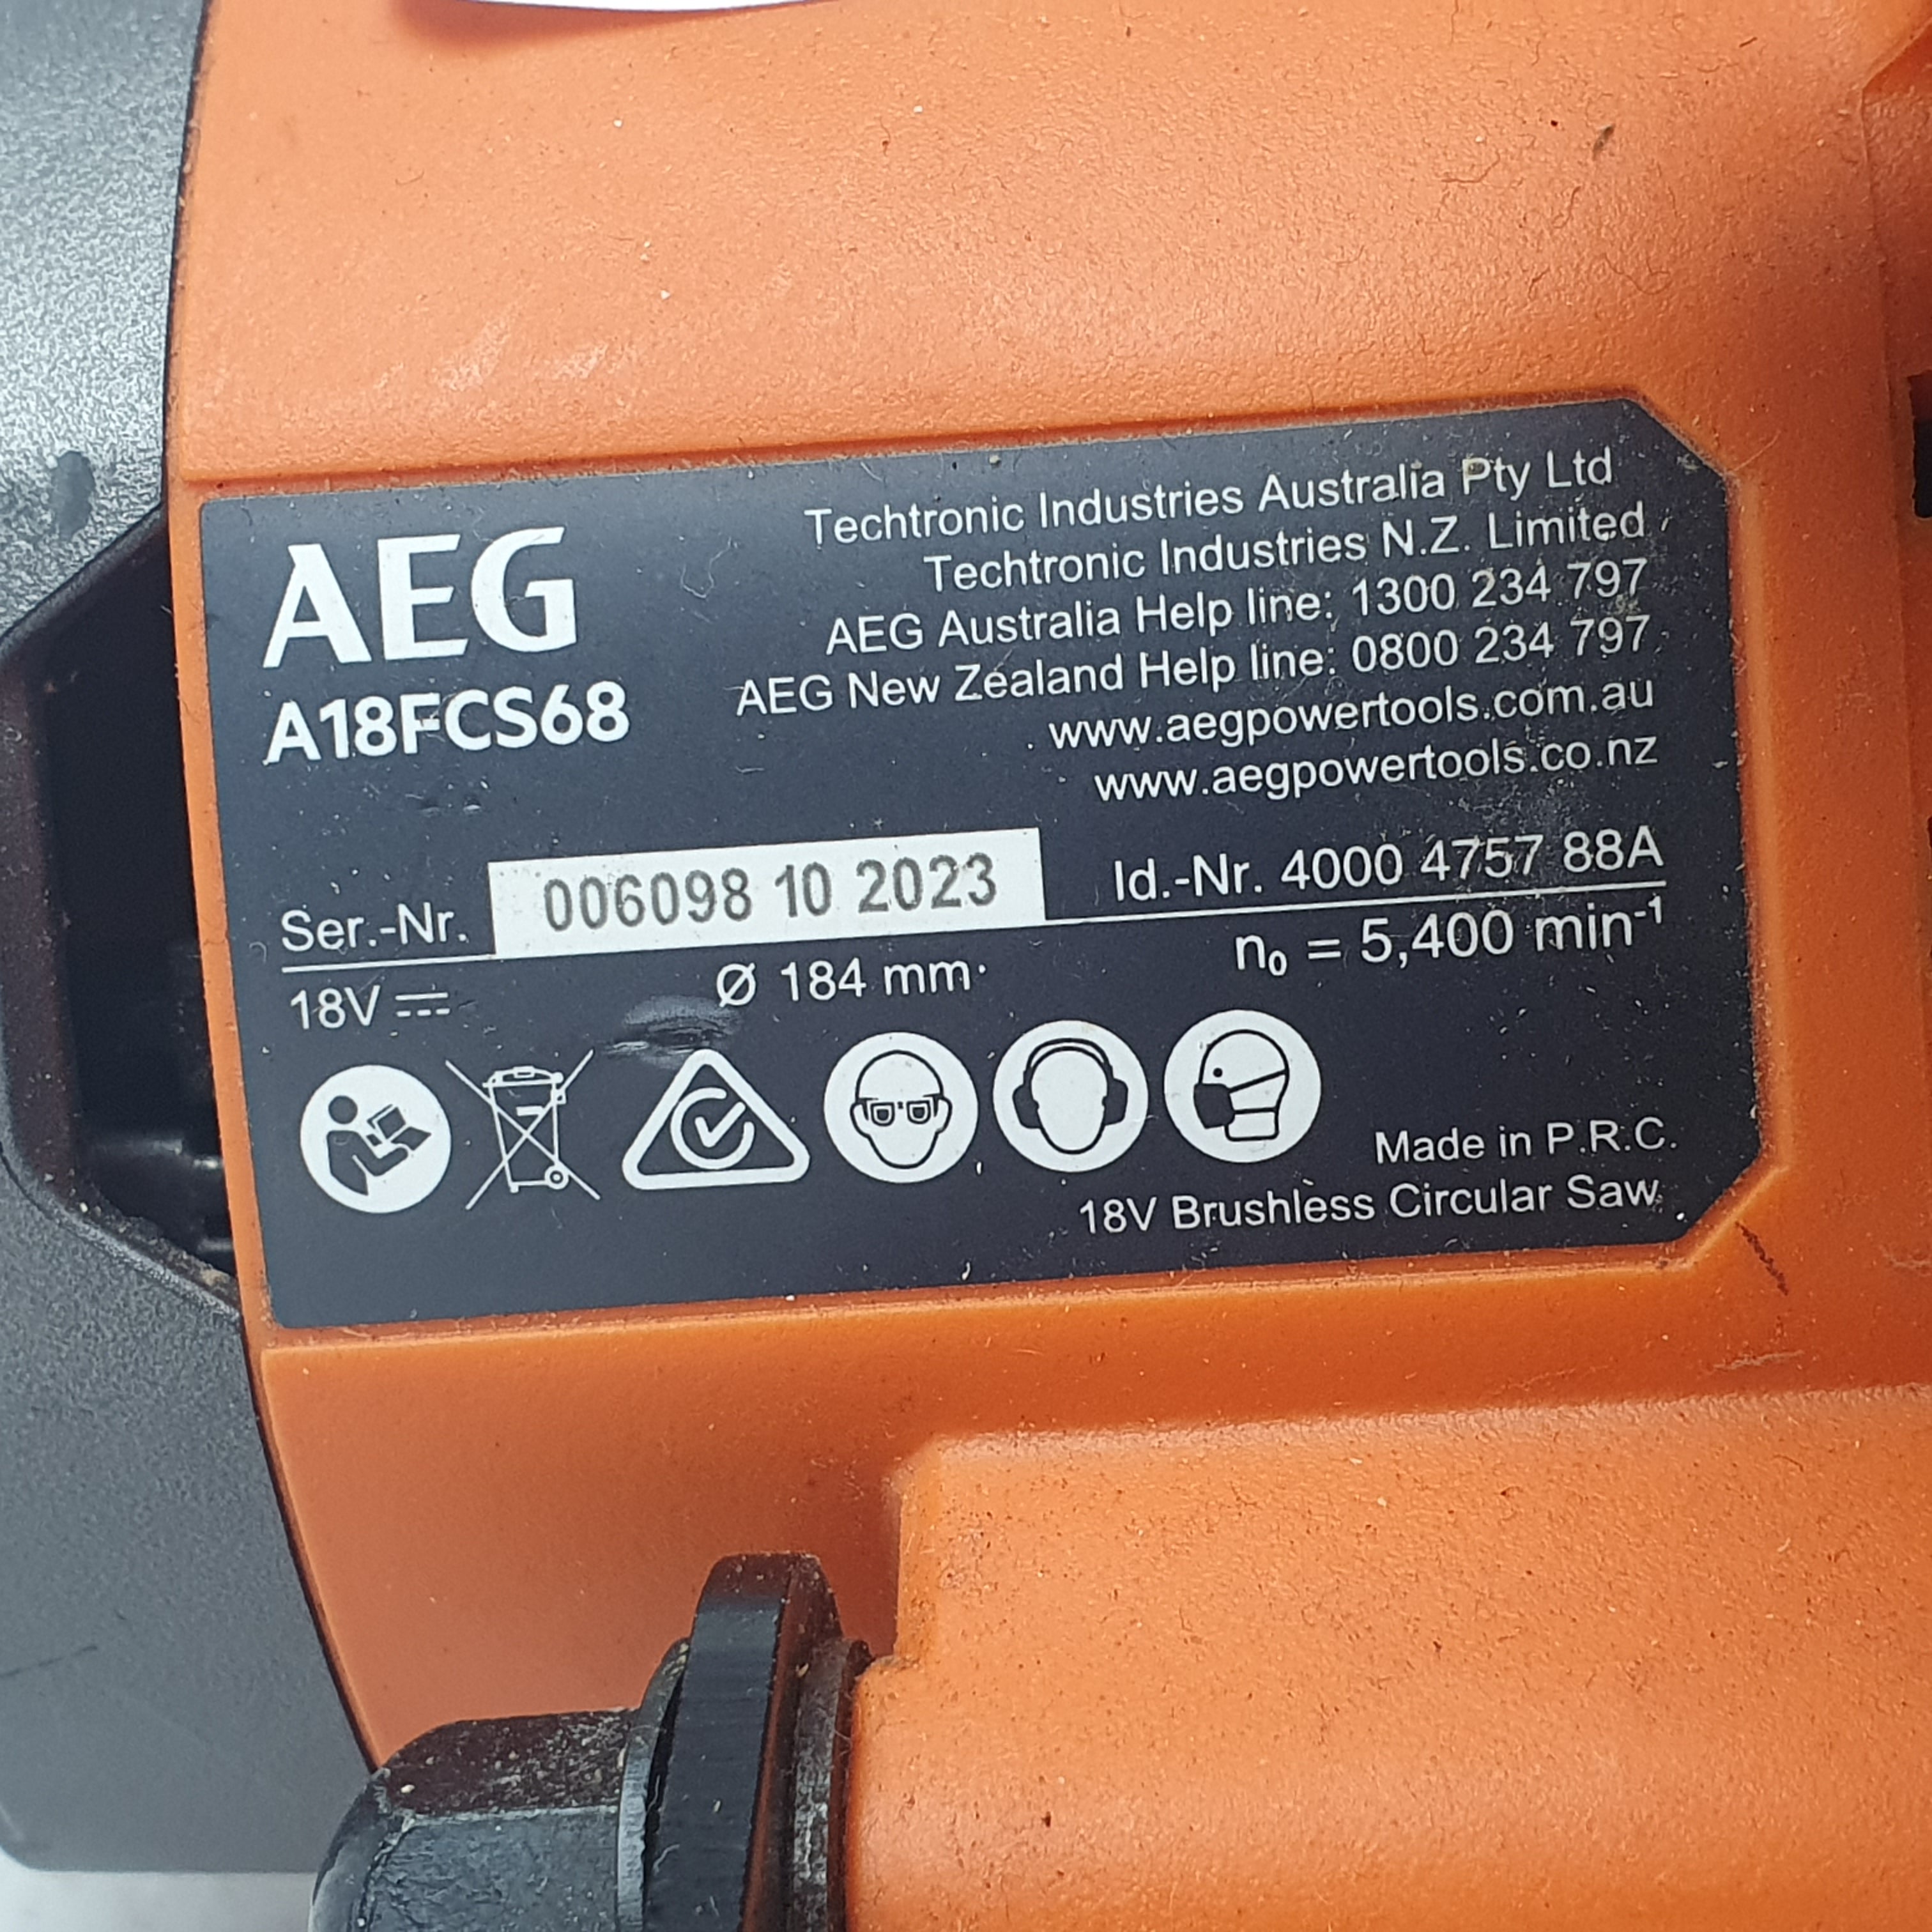 AEG
A18FCS68
Techtronic Industries Australia Pty Ltd
Techtronic Industries N.Z. Limited
AEG Australia Help line: 1300 234 797
AEG New Zealand Help line: 0800 234 797
www.aegpowertools.com.au
www.aegpowertools.co.nz
Ser.-Nr. 006098 10 2023 Id.-Nr. 4000 4757 88A
18V ⎓ Ø 184 mm n₀ = 5,400 min⁻¹
Made in P.R.C.
18V Brushless Circular Saw